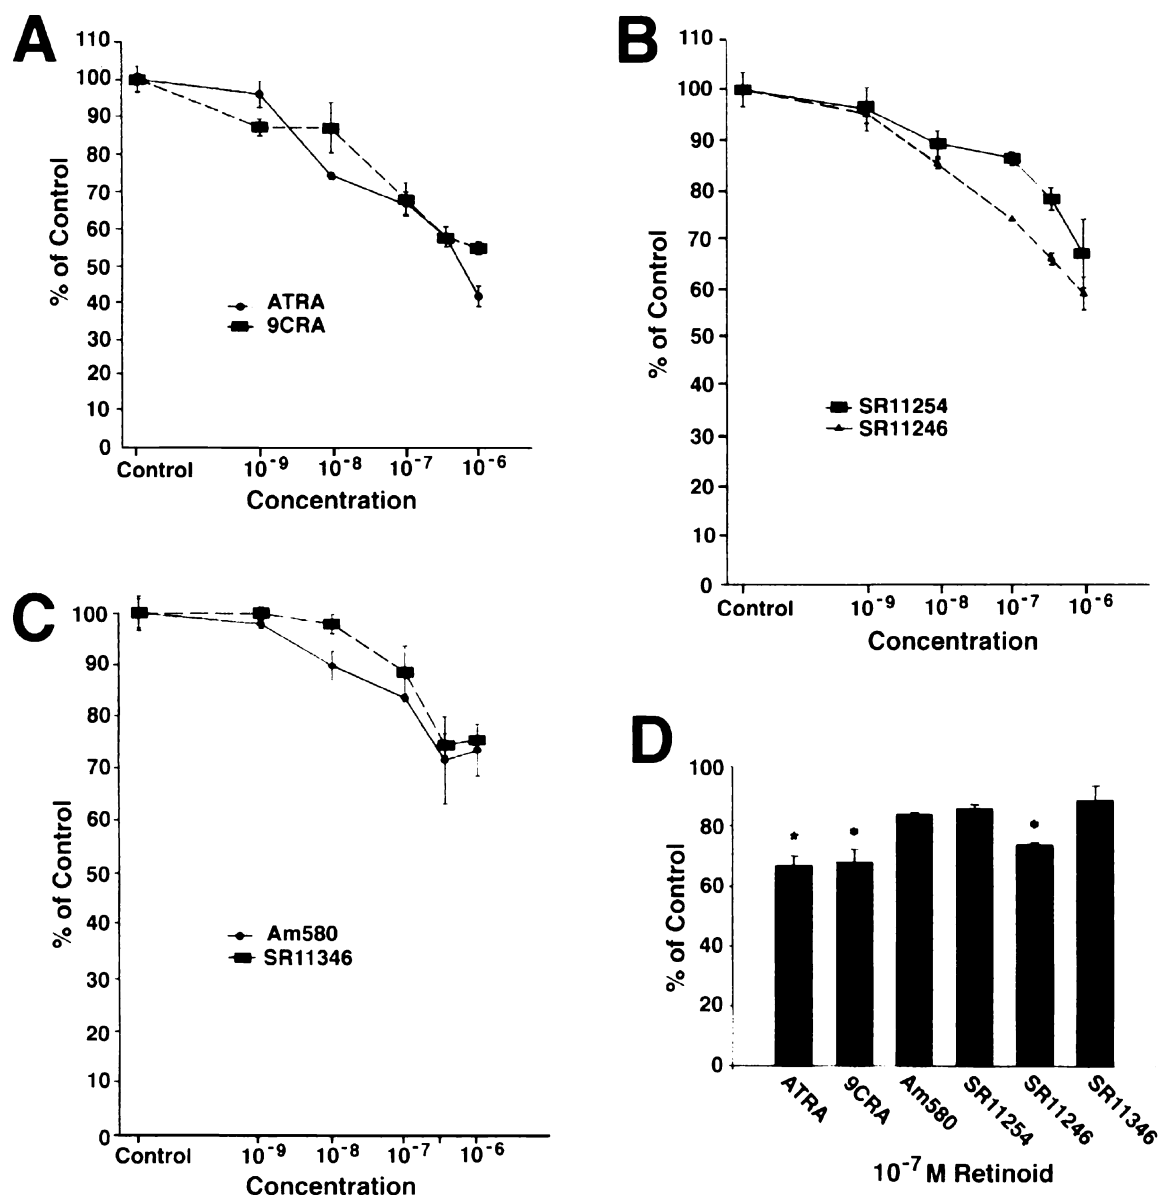 A
110
100
90
80
70
60
50
40
30
20
10
0
% of Control
ATRA
9CRA
Control 10⁻⁹ 10⁻⁸ 10⁻⁷ 10⁻⁶
Concentration
B
110
100
90
80
70
60
50
40
30
20
10
0
% of Control
SR11254
SR11246
Control 10⁻⁹ 10⁻⁸ 10⁻⁷ 10⁻⁶
Concentration
C
100
90
80
70
60
50
40
30
20
10
0
% of Control
Am580
SR11346
Control 10⁻⁹ 10⁻⁸ 10⁻⁷ 10⁻⁶
Concentration
D
100
80
60
40
20
0
% of Control
* * *
ATRA 9CRA Am580 SR11254 SR11246 SR11346
10⁻⁷ M Retinoid